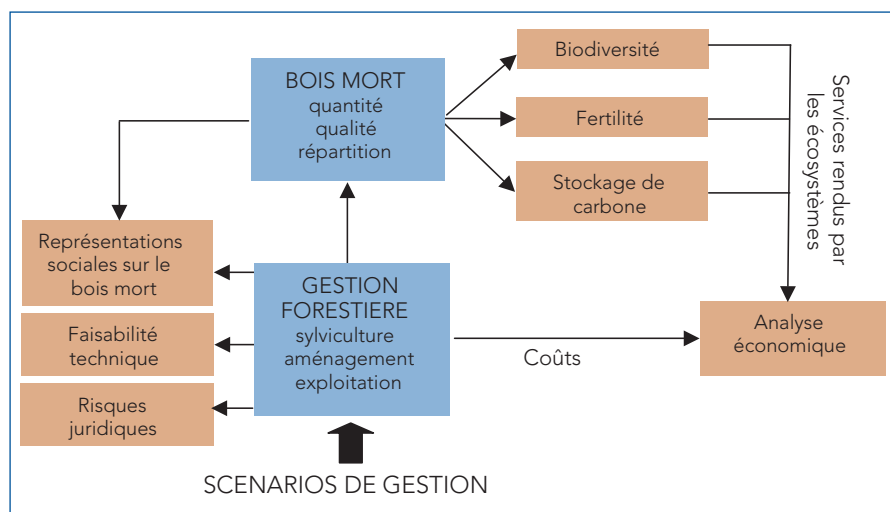 BOIS MORT
quantité
qualité
répartition
Biodiversité
Fertilité
Stockage de
carbone
Services rendus par
les écosystèmes
Représentations
sociales sur le
bois mort
Faisabilité
technique
Risques
juridiques
GESTION
FORESTIERE
sylviculture
aménagement
exploitation
Coûts
Analyse
économique
SCENARIOS DE GESTION